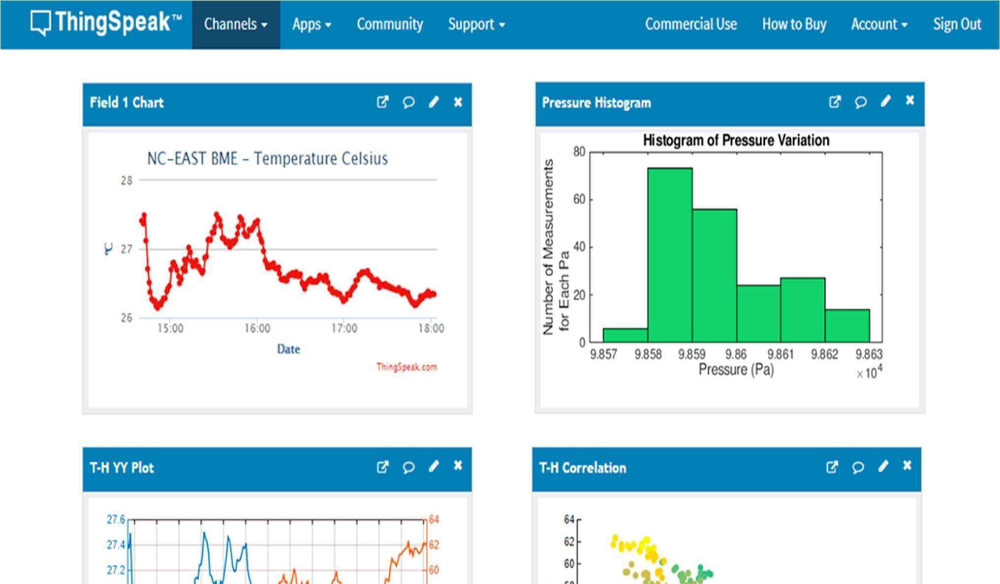 ThingSpeak™ Channels Apps Community Support Commercial Use How to Buy Account Sign Out
Field 1 Chart
NC-EAST BME - Temperature Celsius
28
27
26
°C
15:00 16:00 17:00 18:00
Date
ThingSpeak.com
Pressure Histogram
Histogram of Pressure Variation
80
60
40
20
0
Number of Measurements
for Each Pa
9.857 9.858 9.859 9.86 9.861 9.862 9.863
Pressure (Pa)
×10⁴
T-H YY Plot
27.6
27.4
27.2
64
62
60
T-H Correlation
64
62
60